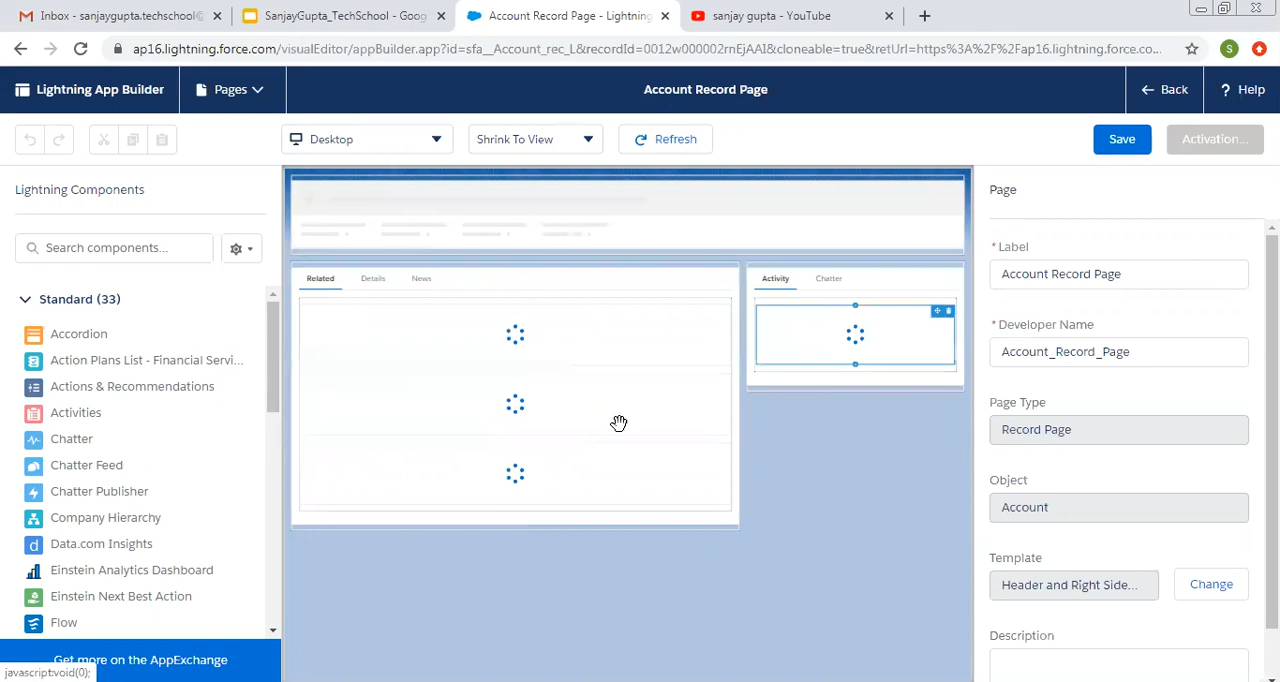 Inbox - sanjaygupta.techschool@
SanjayGupta_TechSchool - Goog
Account Record Page - Lightning
sanjay gupta - YouTube
ap16.lightning.force.com/visualEditor/appBuilder.app?id=sfa__Account_rec_L&recordId=0012w000002rnEjAAI&cloneable=true&retUrl=https%3A%2F%2Fap16.lightning.force.co...
S
Lightning App Builder
Pages
Account Record Page
Back
? Help
Desktop
Shrink To View
Refresh
Save
Activation...
Lightning Components
Search components...
Standard (33)
Accordion
Action Plans List - Financial Servi...
Actions & Recommendations
Activities
Chatter
Chatter Feed
Chatter Publisher
Company Hierarchy
Data.com Insights
Einstein Analytics Dashboard
Einstein Next Best Action
Flow
Get more on the AppExchange
javascript:void(0);
Related Details News
Activity Chatter
Page
* Label
Account Record Page
* Developer Name
Account_Record_Page
Page Type
Record Page
Object
Account
Template
Header and Right Side...
Change
Description